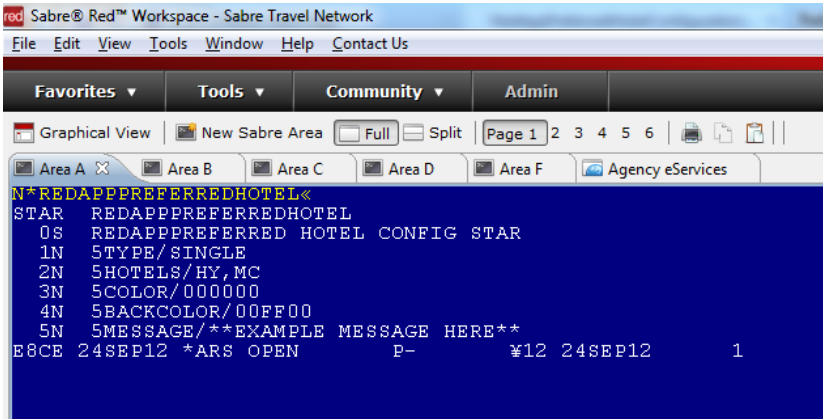 red Sabre® Red™ Workspace - Sabre Travel Network
File Edit View Tools Window Help Contact Us
Favorites Tools Community Admin
Graphical View New Sabre Area Full Split Page 1 2 3 4 5 6
Area A Area B Area C Area D Area F Agency eServices
N*REDAPPPREFERREDHOTEL«
STAR REDAPPPREFERREDHOTEL
0S REDAPPPREFERRED HOTEL CONFIG STAR
1N 5TYPE/SINGLE
2N 5HOTELS/HY,MC
3N 5COLOR/000000
4N 5BACKCOLOR/00FF00
5N 5MESSAGE/**EXAMPLE MESSAGE HERE**
E8CE 24SEP12 *ARS OPEN P- ¥12 24SEP12 1